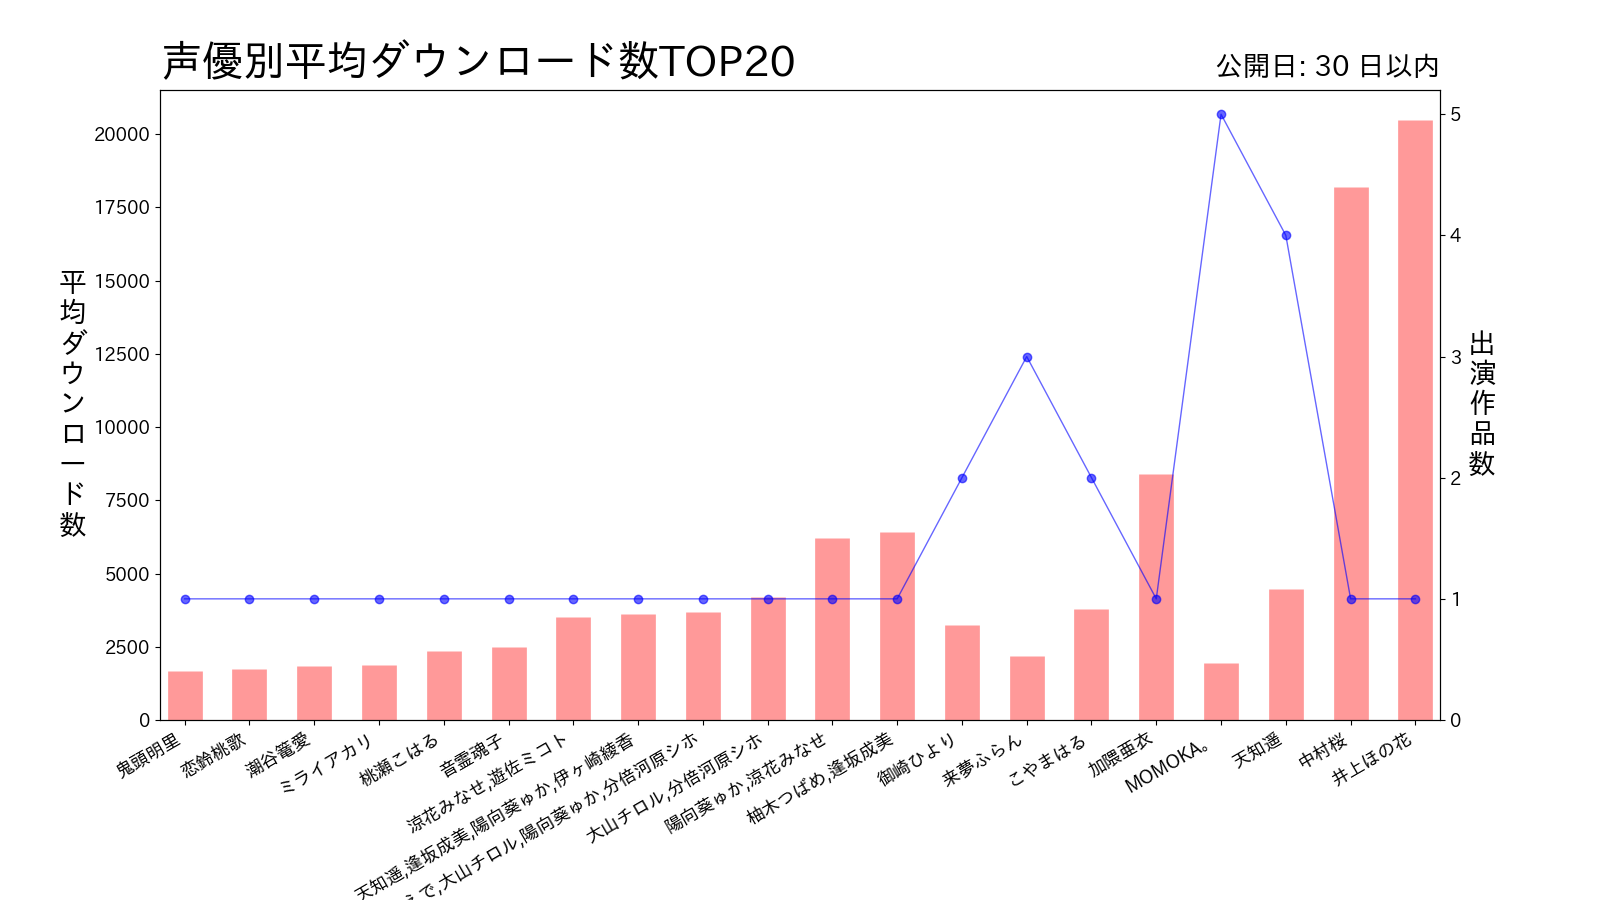 声優別平均ダウンロード数TOP20
公開日: 30 日以内
平均ダウンロード数
20000
17500
15000
12500
10000
7500
5000
2500
0
5
4
3
2
1
0
出演作品数
鬼頭明里
恋鈴桃歌
潮谷篭愛
ミライアカリ
桃瀬こはる
音霊魂子
涼花みなせ,遊佐ミコト
天知遥,逢坂成美,陽向葵ゅか,伊ヶ崎綾香
で,大山チロル,陽向葵ゅか,分倍河原シホ
大山チロル,分倍河原シホ
陽向葵ゅか,涼花みなせ
柚木つばめ,逢坂成美
御崎ひより
来夢ふらん
こやまはる
加隈亜衣
MOMOKA。
天知遥
中村桜
井上ほの花